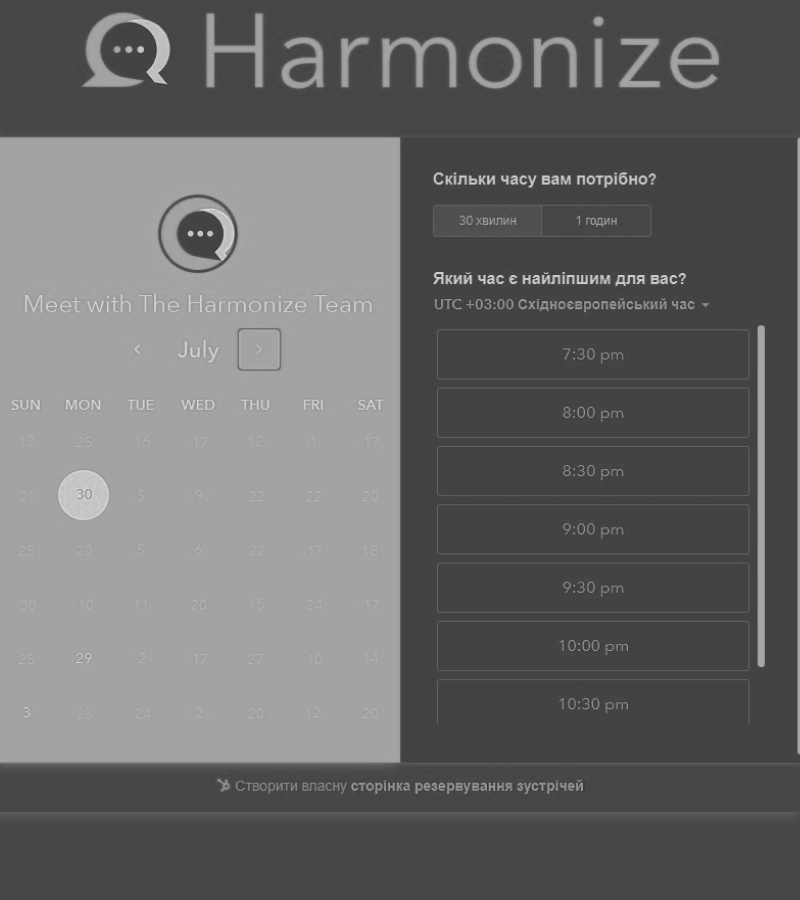 Harmonize
Meet with The Harmonize Team
July
SUN MON TUE WED THU FRI SAT
12 25 16 17 12 1 17
21 30 5 9 22 22 20
25 20 5 6 22 17 18
30 10 11 20 15 24 17
25 29 2 17 27 10 14
3 28 24 2 20 12 20
Скільки часу вам потрібно?
30 хвилин 1 годин
Який час є найліпшим для вас?
UTC +03:00 Східноєвропейський час
7:30 pm
8:00 pm
8:30 pm
9:00 pm
9:30 pm
10:00 pm
10:30 pm
Створити власну сторінка резервування зустрічей